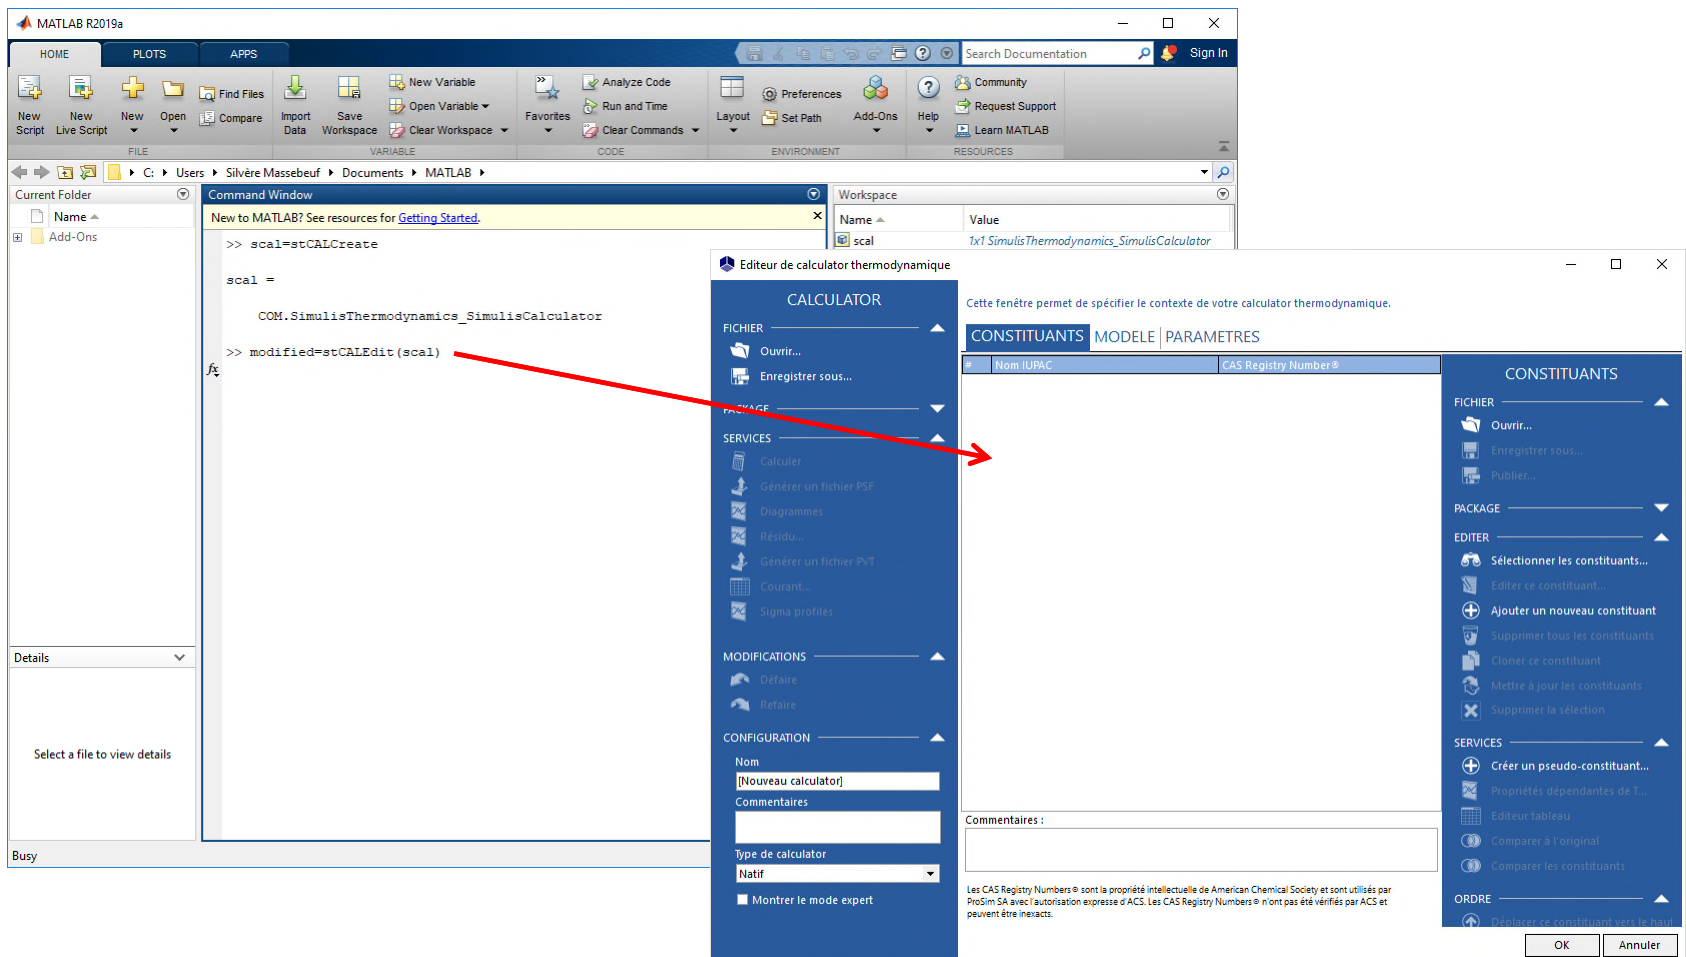 MATLAB R2019a
HOME
PLOTS
APPS
Search Documentation
Sign In
New
Script
New
Live Script
New
Open
Find Files
Compare
Import
Data
Save
Workspace
New Variable
Open Variable
Clear Workspace
Favorites
Analyze Code
Run and Time
Clear Commands
Layout
Preferences
Set Path
Add-Ons
Help
Community
Request Support
Learn MATLAB
FILE
VARIABLE
CODE
ENVIRONMENT
RESOURCES
C:
Users
Silvère Massebeuf
Documents
MATLAB
Current Folder
Name
Add-Ons
Details
Select a file to view details
Busy
Command Window
New to MATLAB? See resources for Getting Started.
>> scal=stCALCreate
scal =
COM.SimulisThermodynamics_SimulisCalculator
>> modified=stCALEdit(scal)
fx
Workspace
Name
Value
scal
1x1 SimulisThermodynamics_SimulisCalculator
Editeur de calculator thermodynamique
CALCULATOR
FICHIER
Ouvrir...
Enregistrer sous...
PACKAGE
SERVICES
Calculer
Générer un fichier PSF
Diagrammes
Résidu...
Générer un fichier PVT
Courant...
Sigma profiles
MODIFICATIONS
Défaire
Refaire
CONFIGURATION
Nom
[Nouveau calculator]
Commentaires
Type de calculator
Natif
Montrer le mode expert
Cette fenêtre permet de spécifier le contexte de votre calculator thermodynamique.
CONSTITUANTS
MODELE
PARAMETRES
#
Nom IUPAC
CAS Registry Number®
Commentaires :
Les CAS Registry Numbers® sont la propriété intellectuelle de American Chemical Society et sont utilisés par
ProSim SA avec l'autorisation expresse d'ACS. Les CAS Registry Numbers® n'ont pas été vérifiés par ACS et
peuvent être inexacts.
CONSTITUANTS
FICHIER
Ouvrir...
Enregistrer sous...
Publier...
PACKAGE
EDITER
Sélectionner les constituants...
Editer ce constituant...
Ajouter un nouveau constituant
Supprimer tous les constituants
Cloner ce constituant
Mettre à jour les constituants
Supprimer la sélection
SERVICES
Créer un pseudo-constituant...
Propriétés dépendantes de T...
Editeur tableau
Comparer à l'original
Comparer les constituants
ORDRE
Déplacer ce constituant vers le haut
OK
Annuler